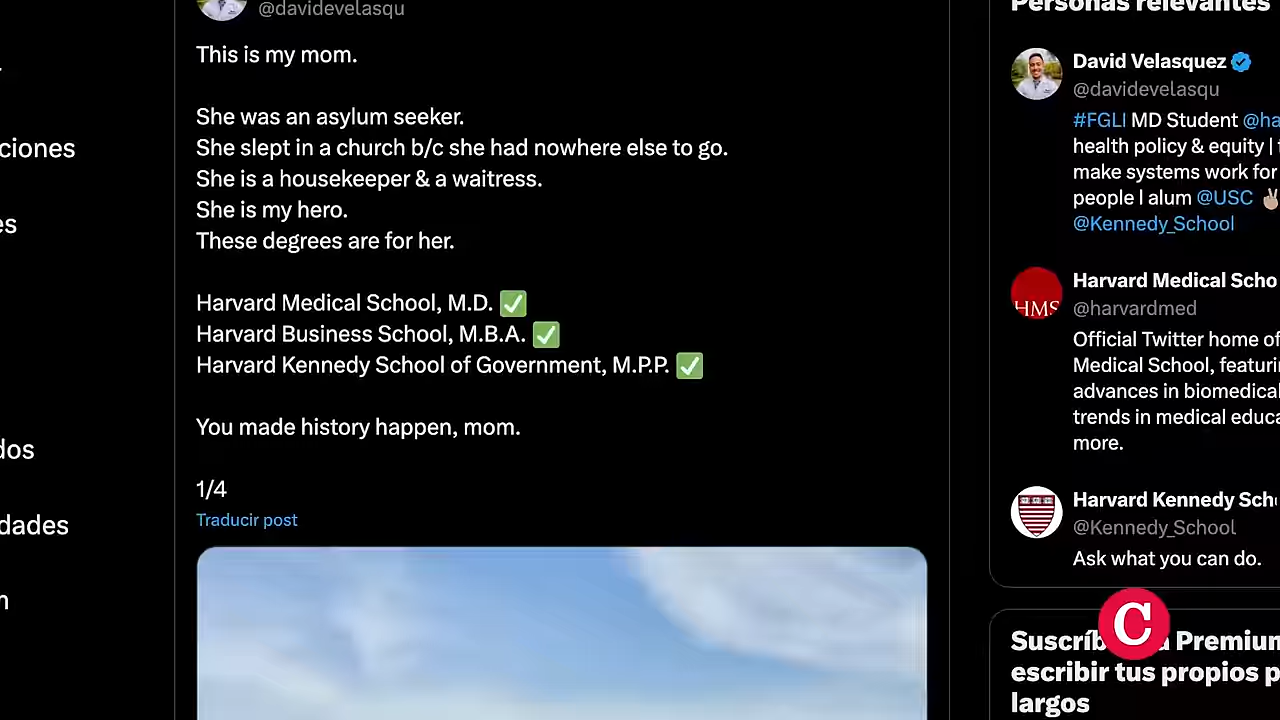 @davidevelasqu
This is my mom.
She was an asylum seeker.
She slept in a church b/c she had nowhere else to go.
She is a housekeeper & a waitress.
She is my hero.
These degrees are for her.
Harvard Medical School, M.D. ✅
Harvard Business School, M.B.A. ✅
Harvard Kennedy School of Government, M.P.P. ✅
You made history happen, mom.
1/4
Traducir post
ciones
es
dos
dades
Personas relevantes
David Velasquez
@davidevelasqu
#FGLI MD Student @ha
health policy & equity |
make systems work for
people l alum @USC ✌🏼
@Kennedy_School
HMS
Harvard Medical Scho
@harvardmed
Official Twitter home of
Medical School, featuri
advances in biomedical
trends in medical educa
more.
Harvard Kennedy Sch
@Kennedy_School
Ask what you can do.
C
Premium
escribir tus propios p
largos